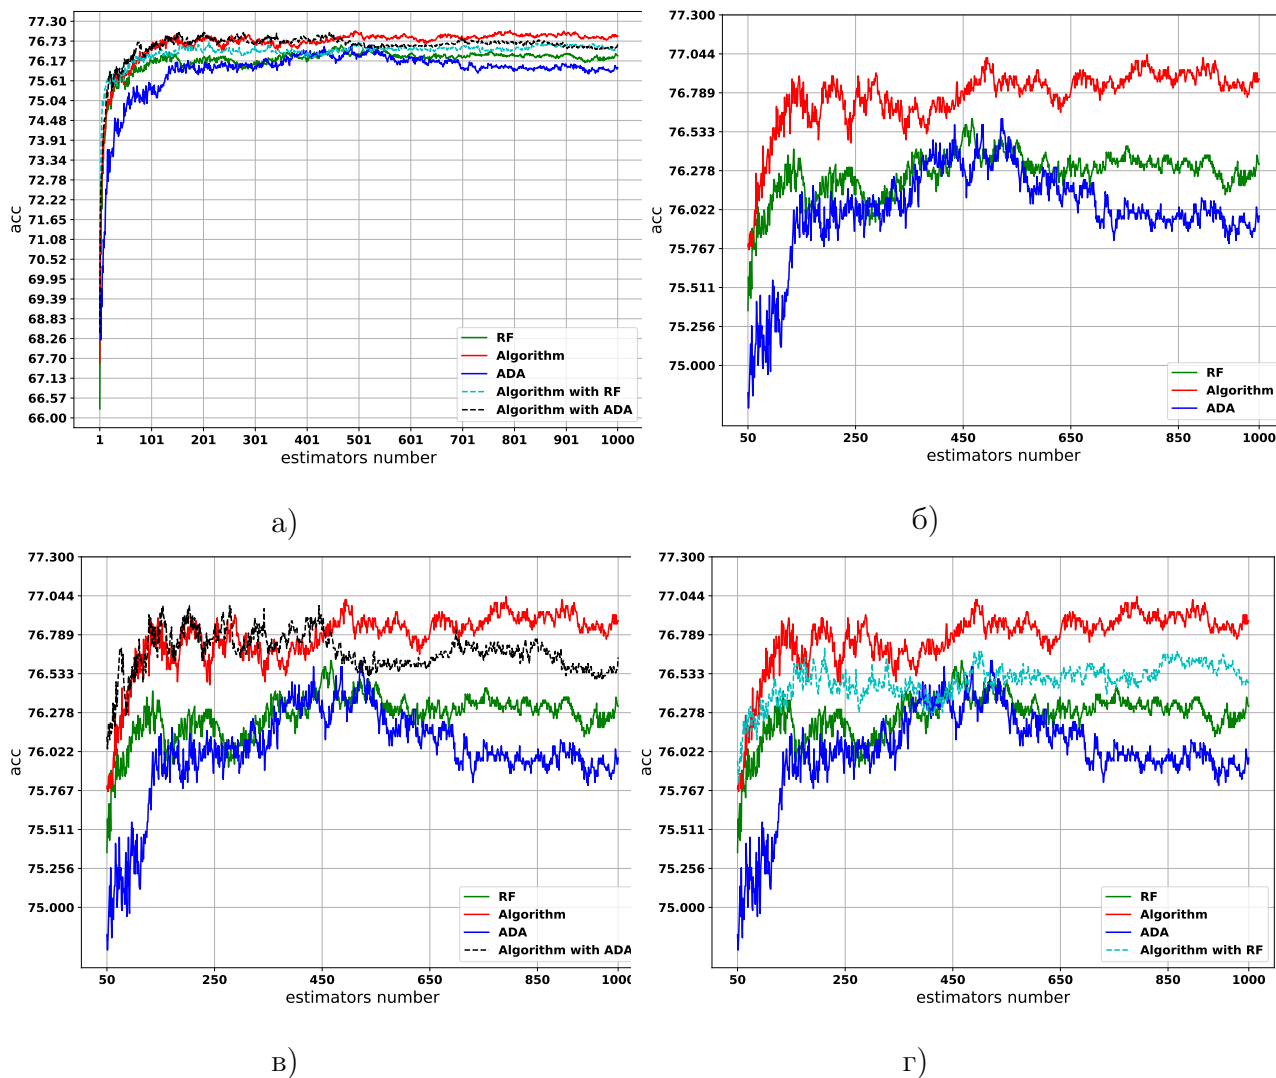 77.30
76.73
76.17
75.61
75.04
74.48
73.91
73.34
72.78
72.22
71.65
71.08
70.52
69.95
69.39
68.83
68.26
67.70
67.13
66.57
66.00
acc
1 101 201 301 401 501 601 701 801 901 1000
estimators number
RF
Algorithm
ADA
Algorithm with RF
Algorithm with ADA
а)
77.300
77.044
76.789
76.533
76.278
76.022
75.767
75.511
75.256
75.000
acc
50 250 450 650 850 1000
estimators number
RF
Algorithm
ADA
б)
77.300
77.044
76.789
76.533
76.278
76.022
75.767
75.511
75.256
75.000
acc
50 250 450 650 850 1000
estimators number
RF
Algorithm
ADA
Algorithm with ADA
в)
77.300
77.044
76.789
76.533
76.278
76.022
75.767
75.511
75.256
75.000
acc
50 250 450 650 850 1000
estimators number
RF
Algorithm
ADA
Algorithm with RF
г)